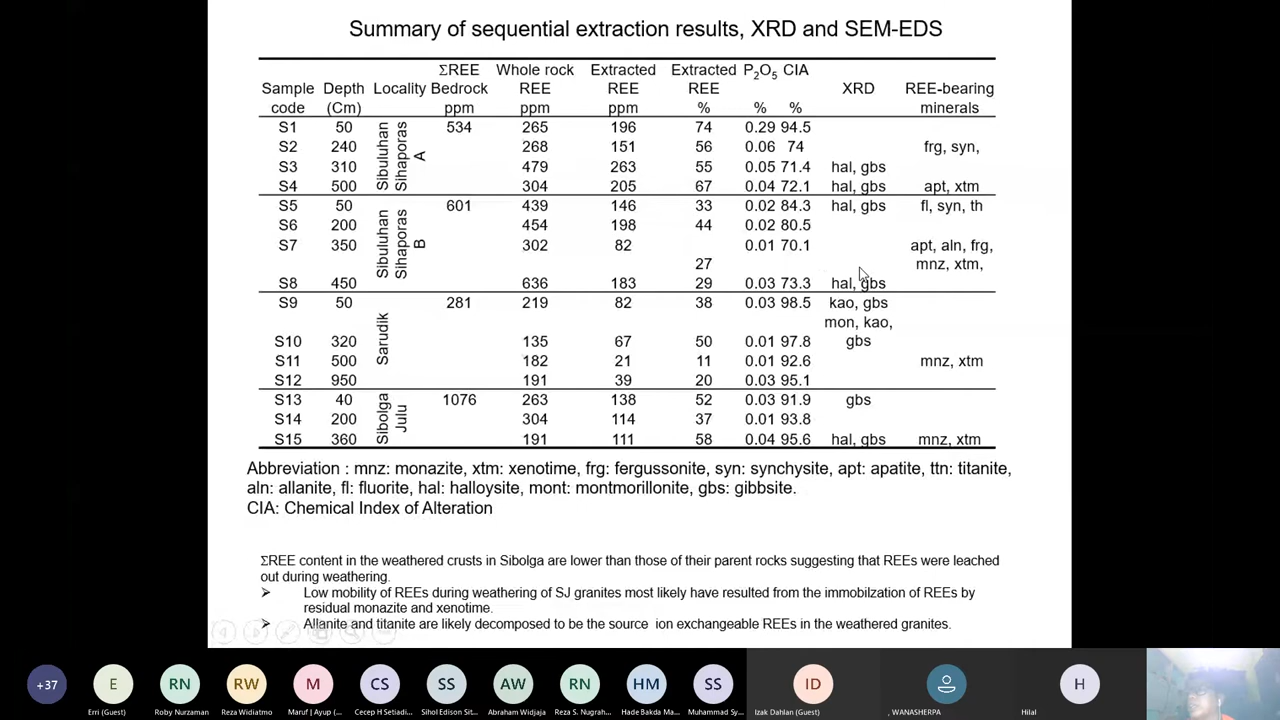 Summary of sequential extraction results, XRD and SEM-EDS
Sample code Depth (Cm) Locality ΣREE Bedrock ppm Whole rock REE ppm Extracted REE ppm Extracted REE % P2O5 % CIA % XRD REE-bearing minerals
Sibuluhan Sihaporas A
S1 50 534 265 196 74 0.29 94.5
S2 240 268 151 56 0.06 74 frg, syn,
S3 310 479 263 55 0.05 71.4 hal, gbs
S4 500 304 205 67 0.04 72.1 hal, gbs apt, xtm
Sibuluhan Sihaporas B
S5 50 601 439 146 33 0.02 84.3 hal, gbs fl, syn, th
S6 200 454 198 44 0.02 80.5
S7 350 302 82 27 0.01 70.1 apt, aln, frg, mnz, xtm,
S8 450 636 183 29 0.03 73.3 hal, gbs
Sarudik
S9 50 281 219 82 38 0.03 98.5 kao, gbs
S10 320 135 67 50 0.01 97.8 mon, kao, gbs
S11 500 182 21 11 0.01 92.6 mnz, xtm
S12 950 191 39 20 0.03 95.1
Sibolga Julu
S13 40 1076 263 138 52 0.03 91.9 gbs
S14 200 304 114 37 0.01 93.8
S15 360 191 111 58 0.04 95.6 hal, gbs mnz, xtm
Abbreviation : mnz: monazite, xtm: xenotime, frg: fergussonite, syn: synchysite, apt: apatite, ttn: titanite,
aln: allanite, fl: fluorite, hal: halloysite, mont: montmorillonite, gbs: gibbsite.
CIA: Chemical Index of Alteration
ΣREE content in the weathered crusts in Sibolga are lower than those of their parent rocks suggesting that REEs were leached
out during weathering.
➢ Low mobility of REEs during weathering of SJ granites most likely have resulted from the immobilzation of REEs by
residual monazite and xenotime.
➢ Allanite and titanite are likely decomposed to be the source ion exchangeable REEs in the weathered granites.
+37 E RN RW M CS SS AW RN HM SS ID H
Erri (Guest) Roby Nurzaman Reza Widiatmo Maruf | Ayup (... Cecep H Setiadi... Sihol Edison Sit... Abraham Widjaja Reza S. Nugrah... Hade Bakda Ma... Muhammad Sy... Izak Dahlan (Guest) , WANASHERPA Hilal